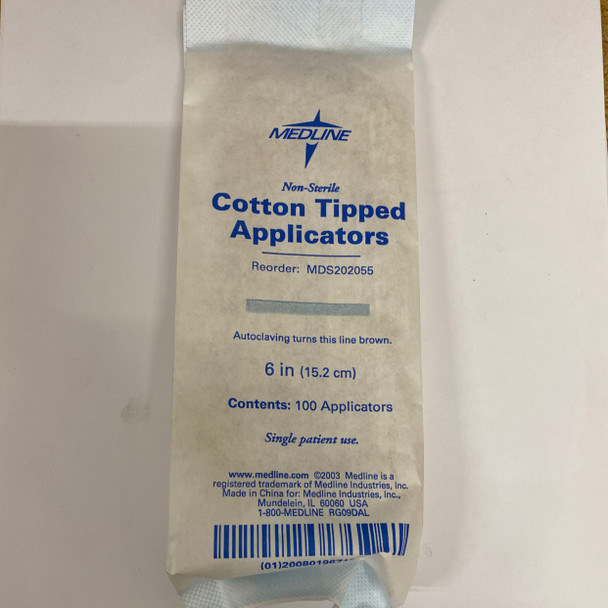 MEDLINE
Non-Sterile
Cotton Tipped
Applicators
Reorder: MDS202055
Autoclaving turns this line brown.
6 in (15.2 cm)
Contents: 100 Applicators
Single patient use.
www.medline.com ©2003 Medline is a
registered trademark of Medline Industries, Inc.
Made in China for: Medline Industries, Inc.,
Mundelein, IL 60060 USA
1-800-MEDLINE RG09DAL